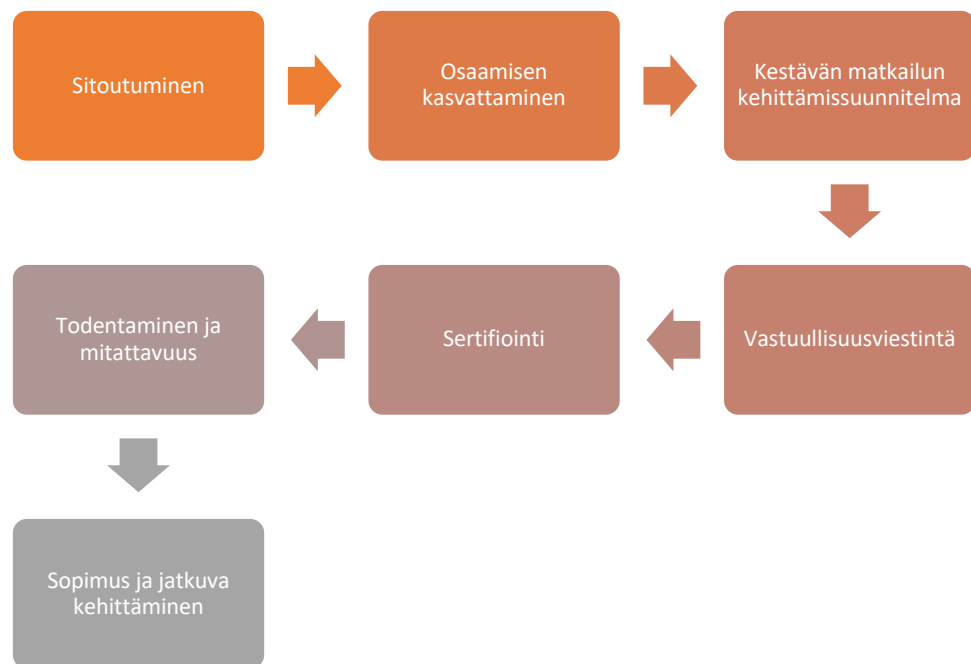 Sitoutuminen
Osaamisen
kasvattaminen
Kestävän matkailun
kehittämissuunnitelma
Vastuullisuusviestintä
Sertifiointi
Todentaminen ja
mitattavuus
Sopimus ja jatkuva
kehittäminen